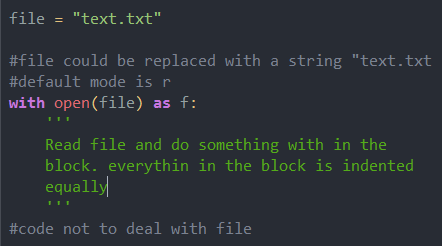 file = "text.txt"
#file could be replaced with a string "text.txt
#default mode is r
with open(file) as f:
    '''
    Read file and do something with in the
    block. everythin in the block is indented
    equally
    '''
#code not to deal with file